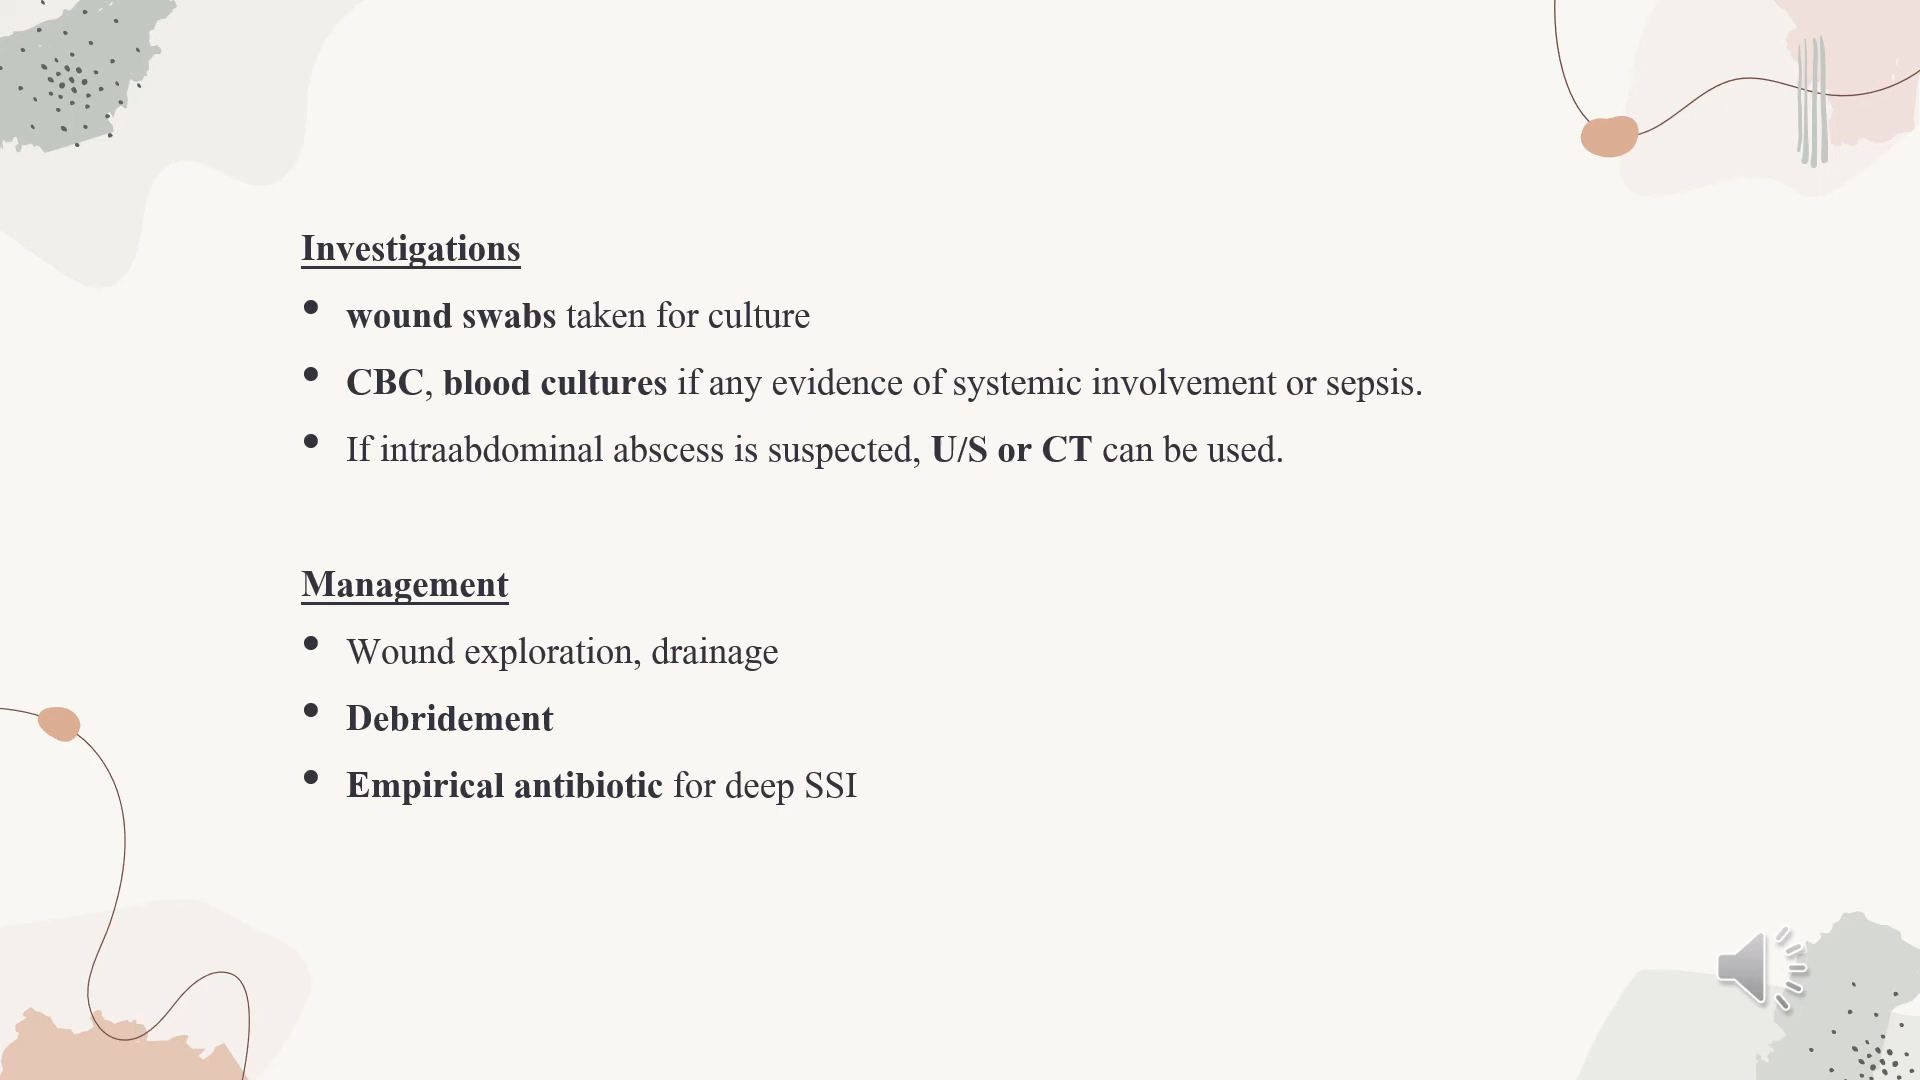 Investigations
• wound swabs taken for culture
• CBC, blood cultures if any evidence of systemic involvement or sepsis.
• If intraabdominal abscess is suspected, U/S or CT can be used.
Management
• Wound exploration, drainage
• Debridement
• Empirical antibiotic for deep SSI